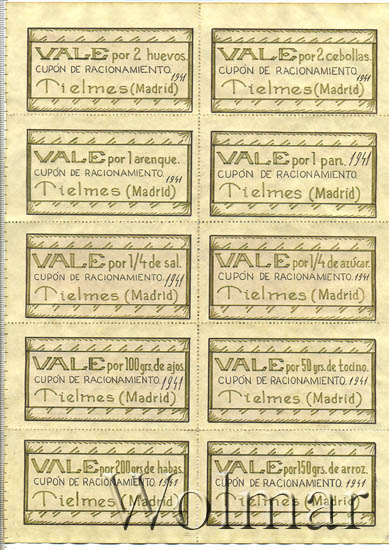 VALE por 2 huevos.
CUPÓN DE RACIONAMIENTO 1941
Tielmes (Madrid)
VALE por 2 cebollas.
CUPÓN DE RACIONAMIENTO. 1941
Tielmes (Madrid)
VALE por 1 arenque.
CUPÓN DE RACIONAMIENTO 1941
Tielmes (Madrid)
VALE por 1 pan. 1941
CUPÓN DE RACIONAMIENTO
Tielmes (Madrid)
VALE por 1/4 de sal.
CUPÓN DE RACIONAMIENTO. 1941
Tielmes (Madrid)
VALE por 1/4 de azúcar.
CUPÓN DE RACIONAMIENTO. 1941
Tielmes (Madrid)
VALE por 100 grs. de ajos.
CUPÓN DE RACIONAMIENTO. 1941
Tielmes (Madrid)
VALE por 50 grs. de tocino.
CUPÓN DE RACIONAMIENTO. 1941
Tielmes (Madrid)
VALE por 200 grs. de habas.
CUPÓN DE RACIONAMIENTO. 1941
Tielmes (Madrid)
VALE por 150 grs. de arroz.
CUPÓN DE RACIONAMIENTO. 1941
Tielmes (Madrid)
Wolmar